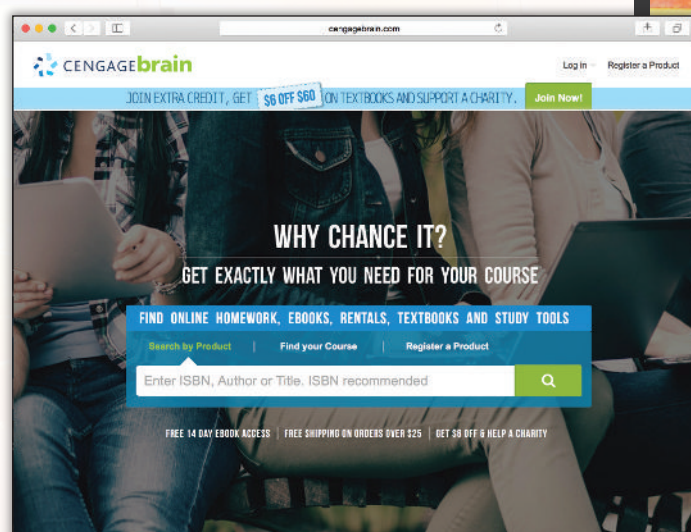 cengagebrain.com
CENGAGEbrain
Log in
Register a Product
JOIN EXTRA CREDIT, GET $6 OFF $60 ON TEXTBOOKS AND SUPPORT A CHARITY.
Join Now!
WHY CHANCE IT?
GET EXACTLY WHAT YOU NEED FOR YOUR COURSE
FIND ONLINE HOMEWORK, EBOOKS, RENTALS, TEXTBOOKS AND STUDY TOOLS
Search by Product | Find your Course | Register a Product
Enter ISBN, Author or Title. ISBN recommended
FREE 14 DAY EBOOK ACCESS | FREE SHIPPING ON ORDERS OVER $25 | GET $6 OFF & HELP A CHARITY